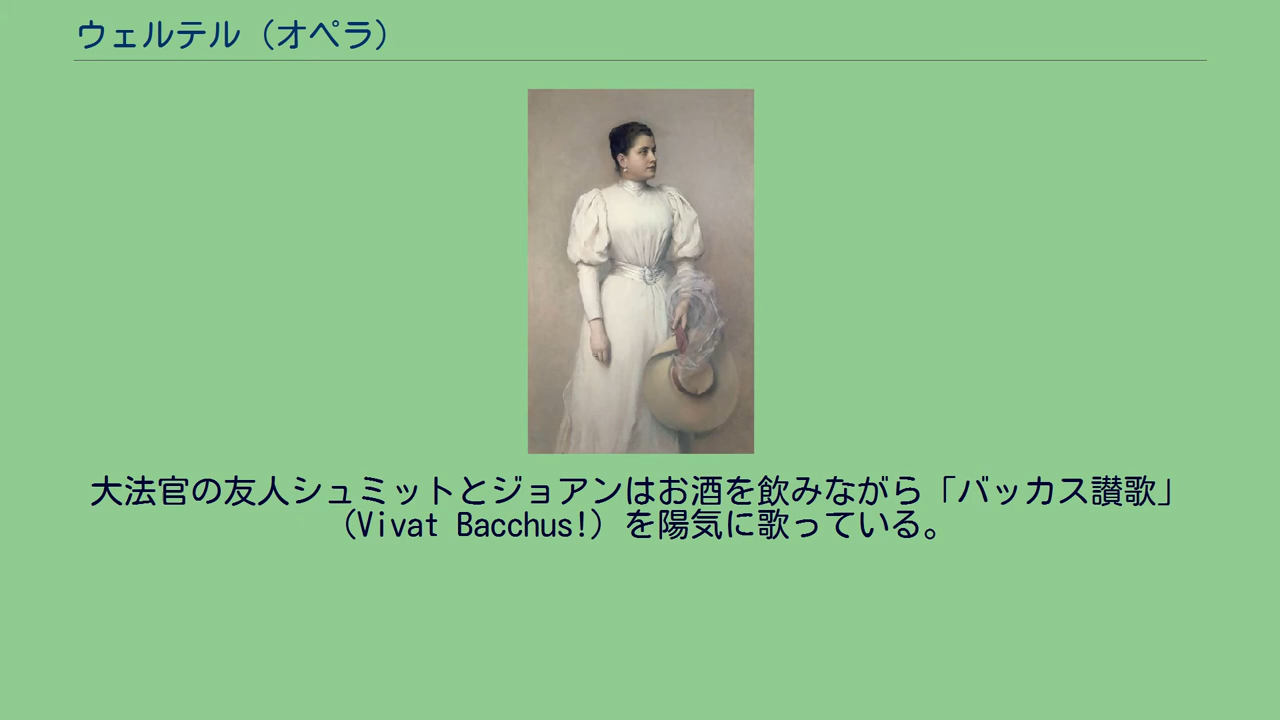 ウェルテル（オペラ）
大法官の友人シュミットとジョアンはお酒を飲みながら「バッカス讃歌」
（Vivat Bacchus!）を陽気に歌っている。